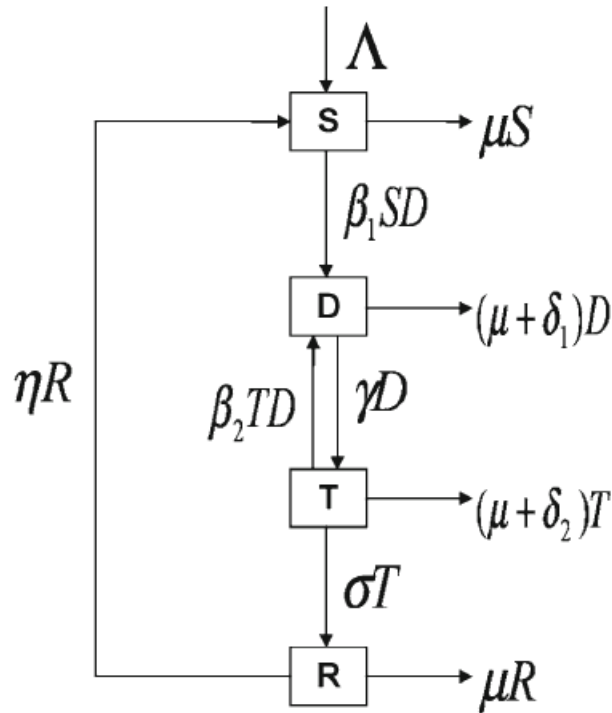 Λ
S
μS
β₁SD
D
(μ + δ₁)D
ηR
β₂TD
γD
T
(μ + δ₂)T
σT
R
μR